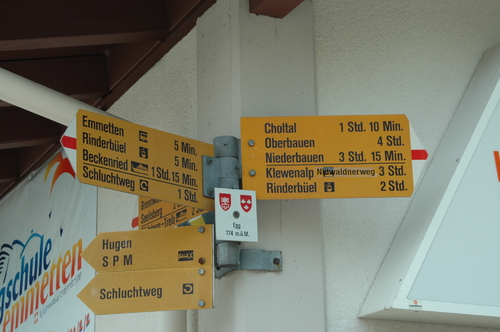 Emmetten 5 Min.
Rinderbüel 5 Min.
Beckenried 1 Std.15 Min.
Schluchtweg 1 Std.
Choltal 1 Std. 10 Min.
Oberbauen 4 Std.
Niederbauen 3 Std. 15 Min.
Klewenalp Nidwaldnerweg 3 Std.
Rinderbüel 2 Std.
Egg
774 m.ü.M.
Hugen
S P M
Schluchtweg
gschule
emmetten